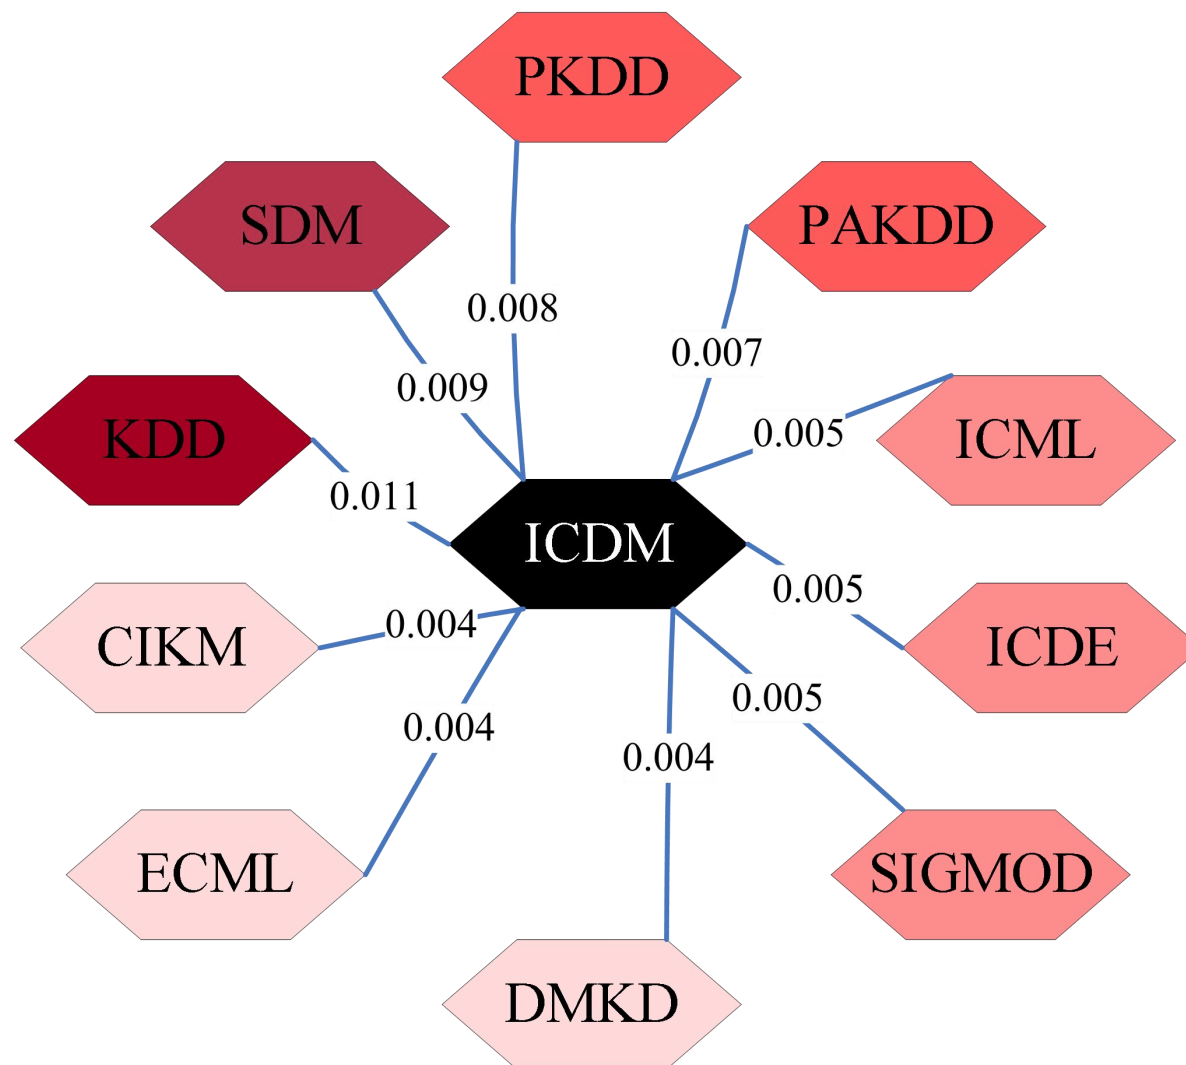 PKDD
SDM
PAKDD
0.008
0.007
0.009
0.005
KDD
ICML
0.011
ICDM
0.005
0.004
CIKM
ICDE
0.005
0.004
0.004
ECML
SIGMOD
DMKD